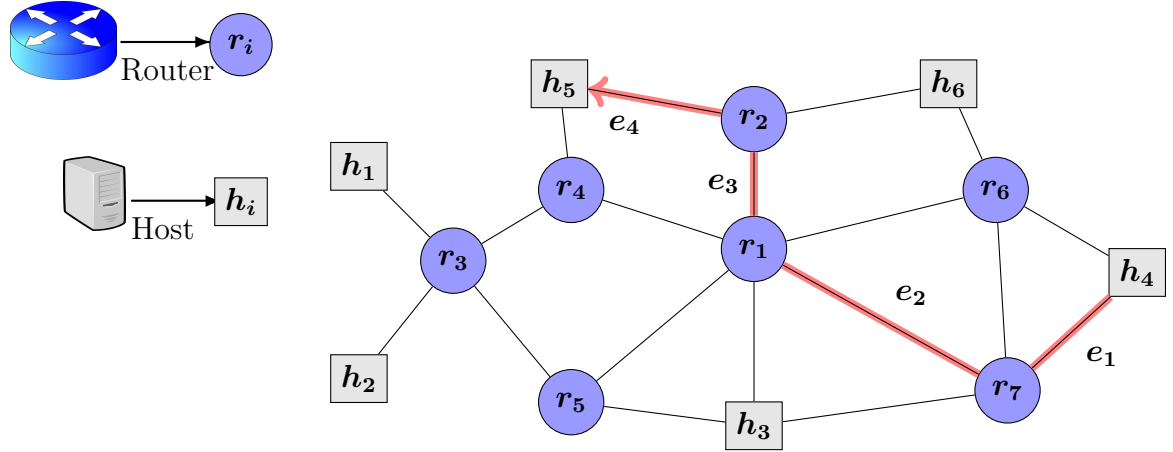 r_i
Router
h_i
Host
h_5
r_2
h_6
e_4
h_1
r_4
e_3
r_6
r_3
r_1
h_4
e_2
e_1
h_2
r_5
h_3
r_7